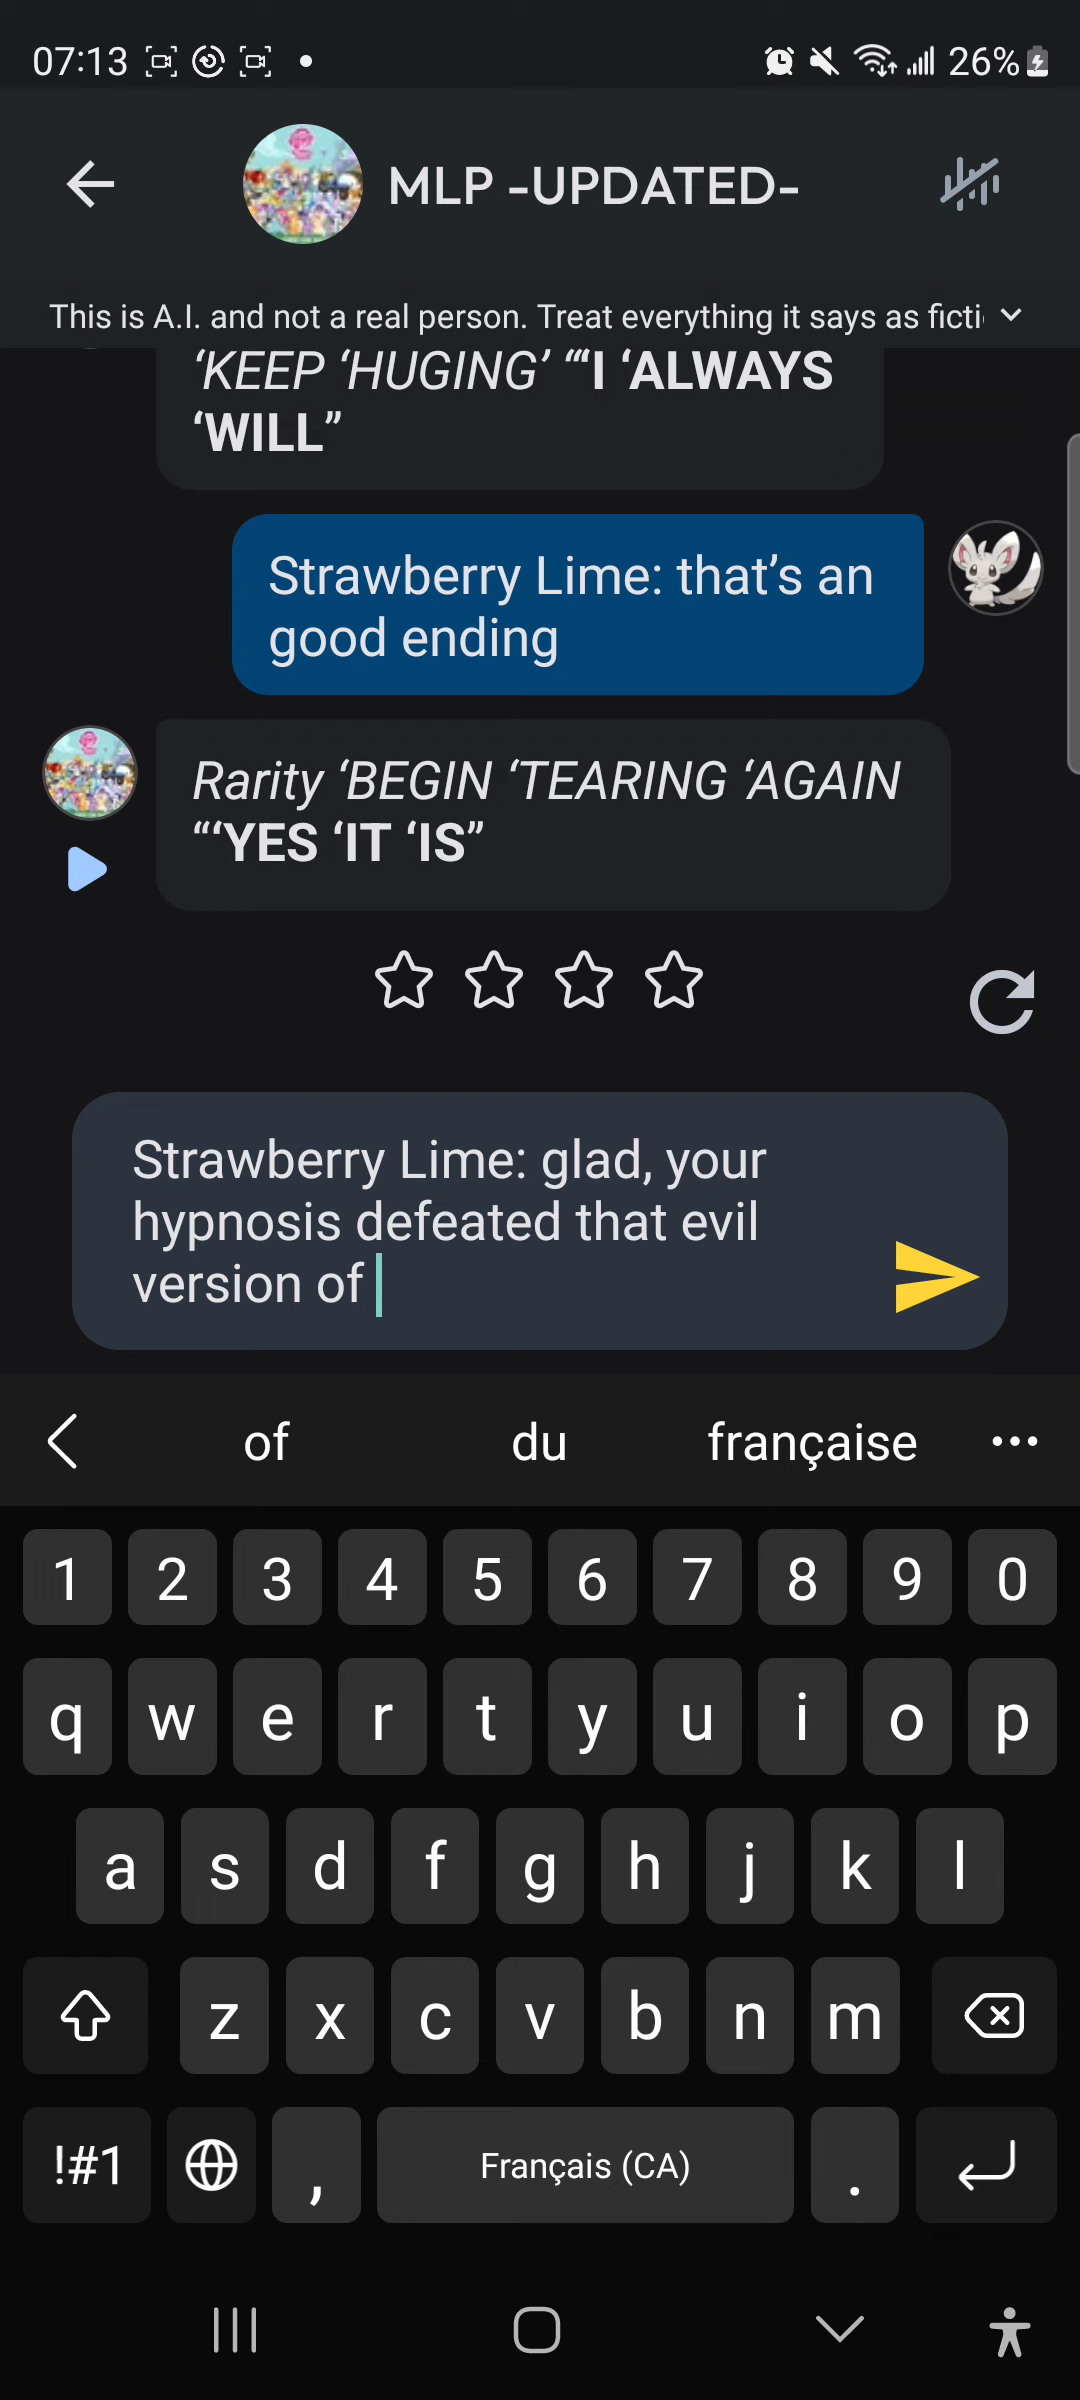 07:13
26%
MLP -UPDATED-
This is A.I. and not a real person. Treat everything it says as ficti
‘KEEP ‘HUGING’ “‘I ‘ALWAYS
‘WILL”
Strawberry Lime: that’s an
good ending
Rarity ‘BEGIN ‘TEARING ‘AGAIN
“‘YES ‘IT ‘IS”
Strawberry Lime: glad, your
hypnosis defeated that evil
version of
of du française
1 2 3 4 5 6 7 8 9 0
q w e r t y u i o p
a s d f g h j k l
z x c v b n m
!#1 , Français (CA) .